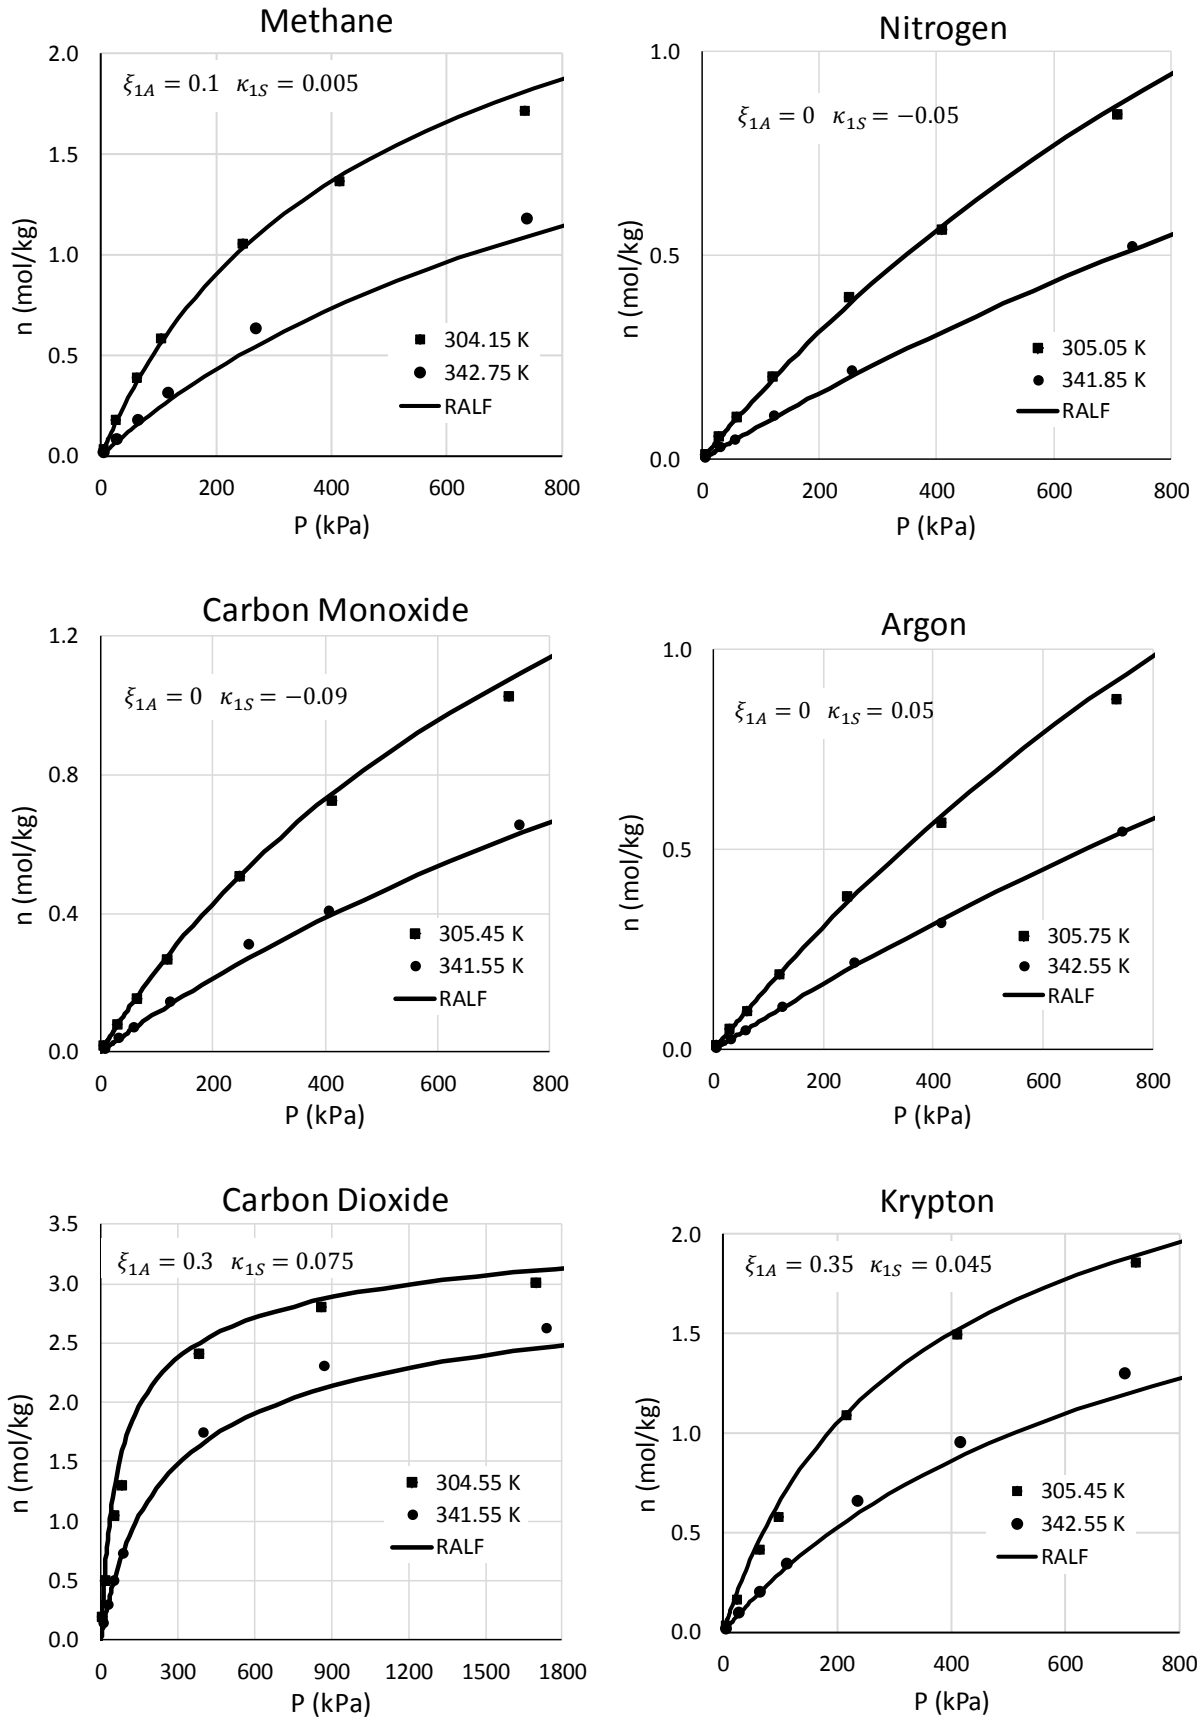 Methane
ξ1A = 0.1 κ1S = 0.005
2.0
1.5
1.0
0.5
0.0
n (mol/kg)
304.15 K
342.75 K
RALF
0 200 400 600 800
P (kPa)
Nitrogen
ξ1A = 0 κ1S = −0.05
1.0
0.5
0.0
n (mol/kg)
305.05 K
341.85 K
RALF
0 200 400 600 800
P (kPa)
Carbon Monoxide
ξ1A = 0 κ1S = −0.09
1.2
0.8
0.4
0.0
n (mol/kg)
305.45 K
341.55 K
RALF
0 200 400 600 800
P (kPa)
Argon
ξ1A = 0 κ1S = 0.05
1.0
0.5
0.0
n (mol/kg)
305.75 K
342.55 K
RALF
0 200 400 600 800
P (kPa)
Carbon Dioxide
ξ1A = 0.3 κ1S = 0.075
3.5
3.0
2.5
2.0
1.5
1.0
0.5
0.0
n (mol/kg)
304.55 K
341.55 K
RALF
0 300 600 900 1200 1500 1800
P (kPa)
Krypton
ξ1A = 0.35 κ1S = 0.045
2.0
1.5
1.0
0.5
0.0
n (mol/kg)
305.45 K
342.55 K
RALF
0 200 400 600 800
P (kPa)